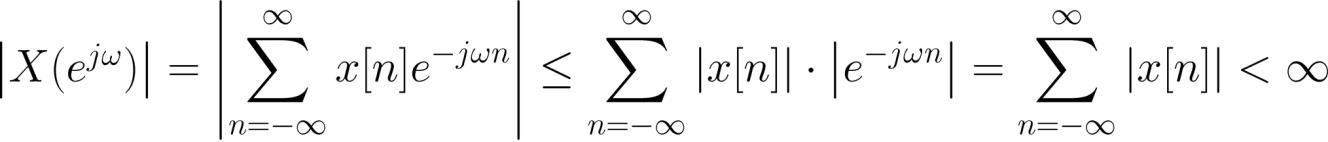 |X(e^{jω})| = |∑_{n=-∞}^{∞} x[n]e^{-jωn}| ≤ ∑_{n=-∞}^{∞} |x[n]| · |e^{-jωn}| = ∑_{n=-∞}^{∞} |x[n]| < ∞